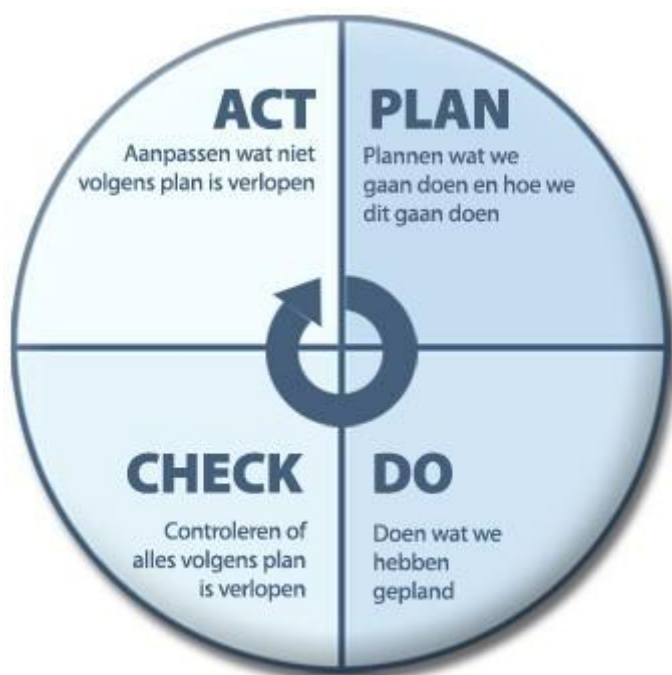 ACT
Aanpassen wat niet
volgens plan is verlopen
PLAN
Plannen wat we
gaan doen en hoe we
dit gaan doen
CHECK
Controleren of
alles volgens plan
is verlopen
DO
Doen wat we
hebben
gepland